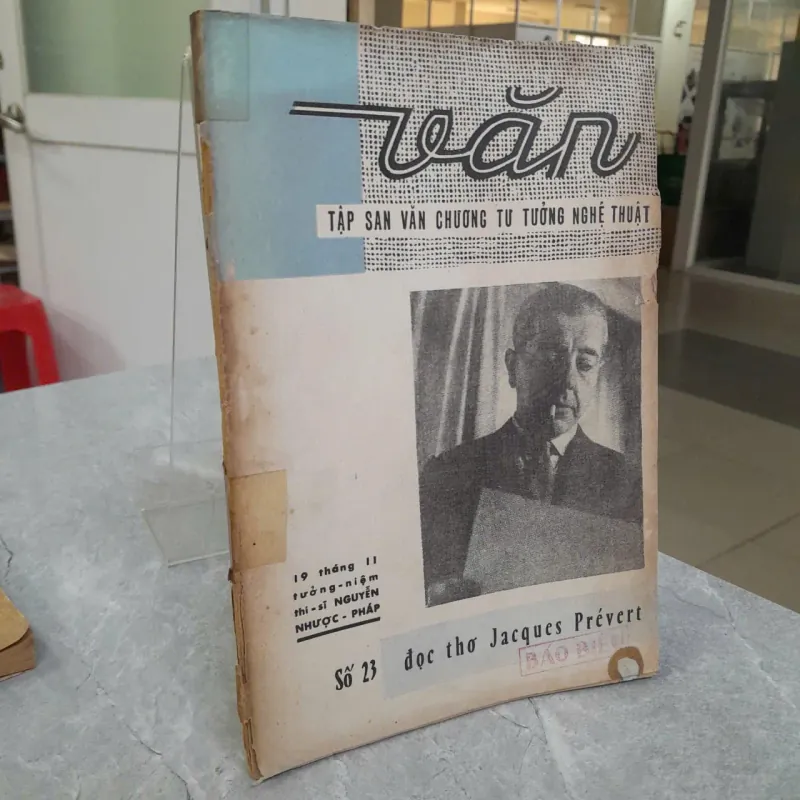 văn
TẬP SAN VĂN CHƯƠNG TƯ TƯỞNG NGHỆ THUẬT
19 tháng 11
tưởng-niệm
thi-sĩ NGUYỄN
NHƯỢC-PHÁP
Số 23
đọc thơ Jacques Prévert
BÁO